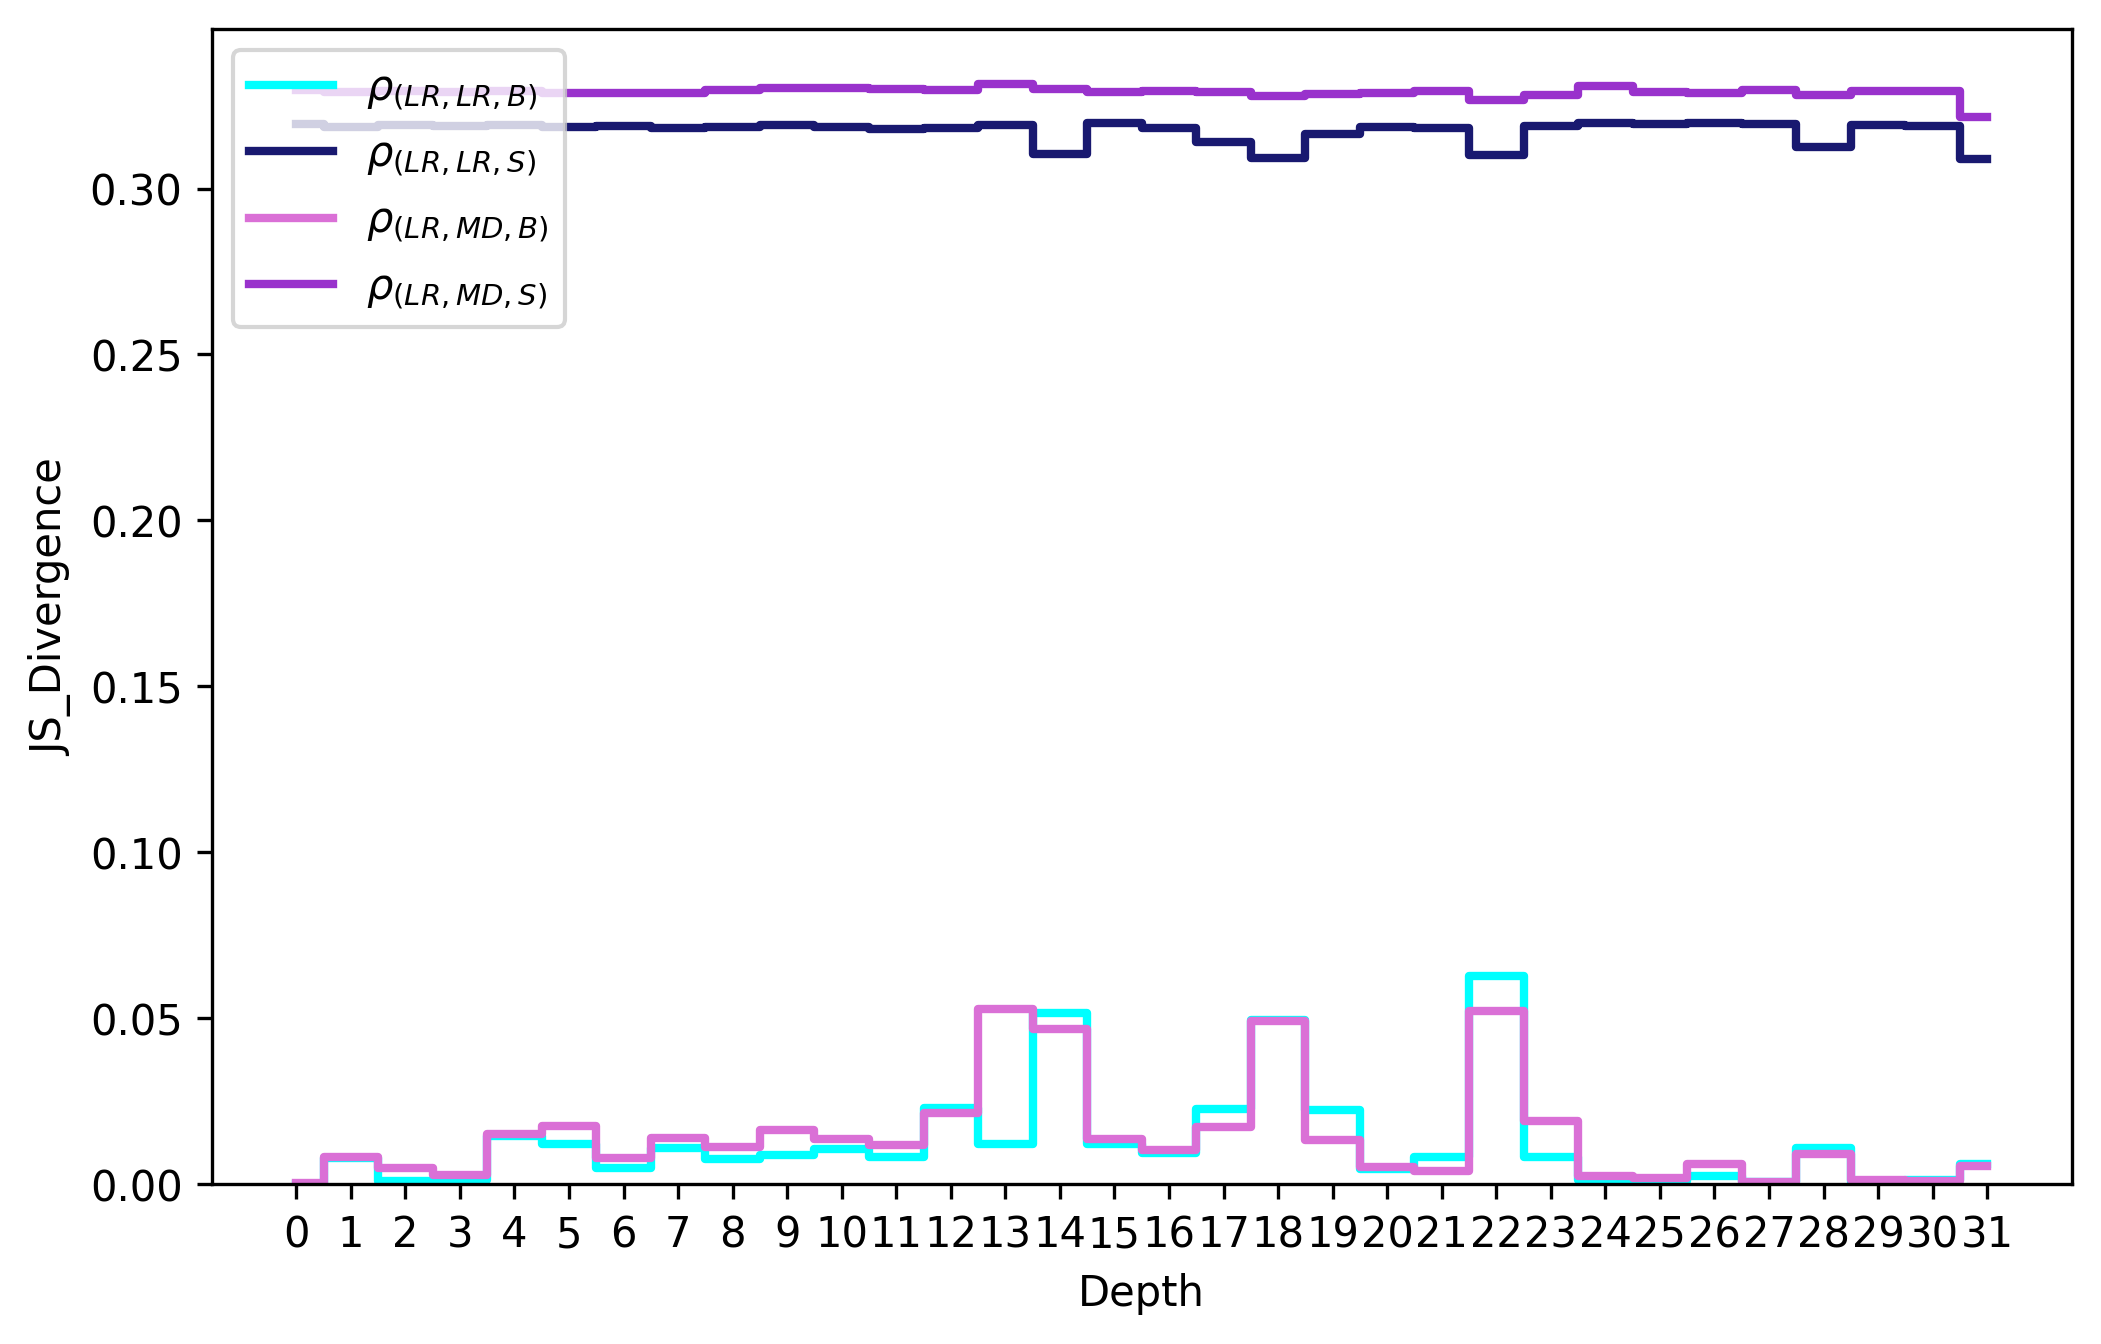 ρ(LR, LR, B)
ρ(LR, LR, S)
ρ(LR, MD, B)
ρ(LR, MD, S)
0.30
0.25
0.20
0.15
0.10
0.05
0.00
JS_Divergence
0 1 2 3 4 5 6 7 8 9 10 11 12 13 14 15 16 17 18 19 20 21 22 23 24 25 26 27 28 29 30 31
Depth